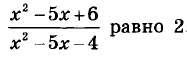 x² − 5x + 6
x² − 5x − 4
равно 2